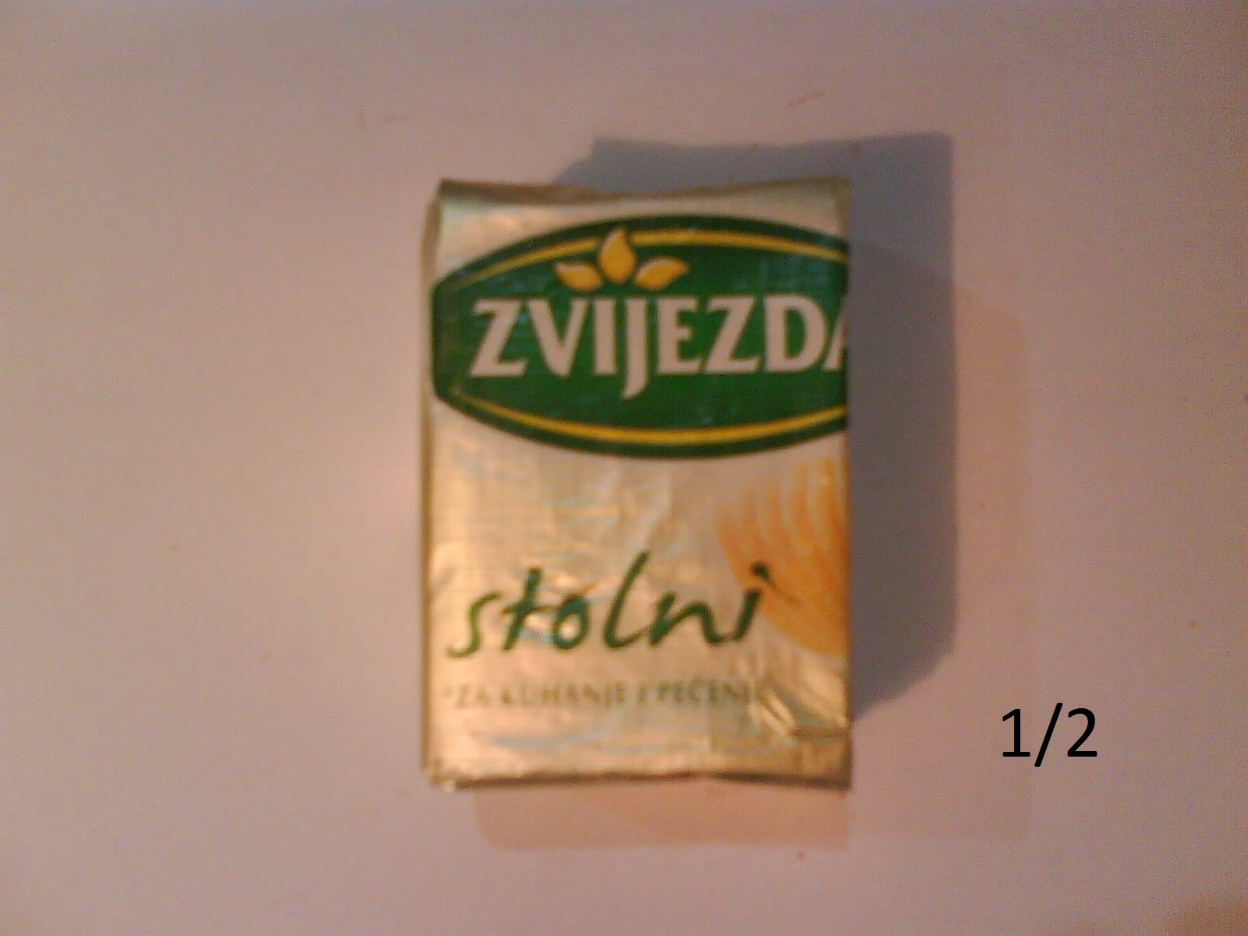 ZVIJEZDA
stolni
ZA KUHANJE I PEČENJE
1/2